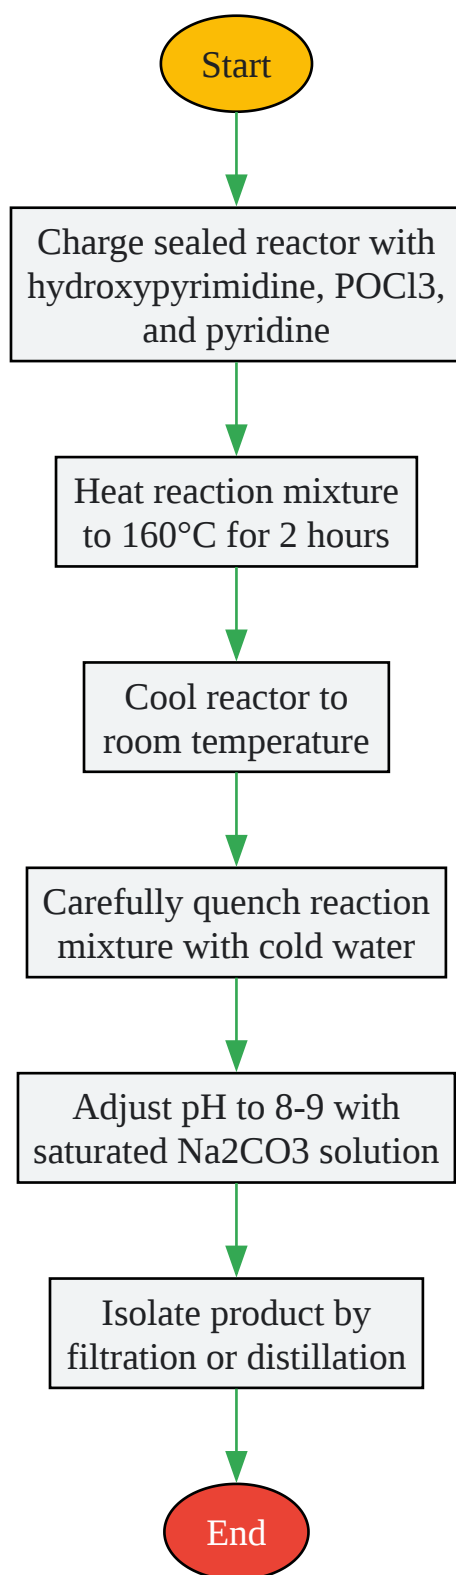 Start
Charge sealed reactor with
hydroxypyrimidine, POCl3,
and pyridine
Heat reaction mixture
to 160°C for 2 hours
Cool reactor to
room temperature
Carefully quench reaction
mixture with cold water
Adjust pH to 8-9 with
saturated Na2CO3 solution
Isolate product by
filtration or distillation
End